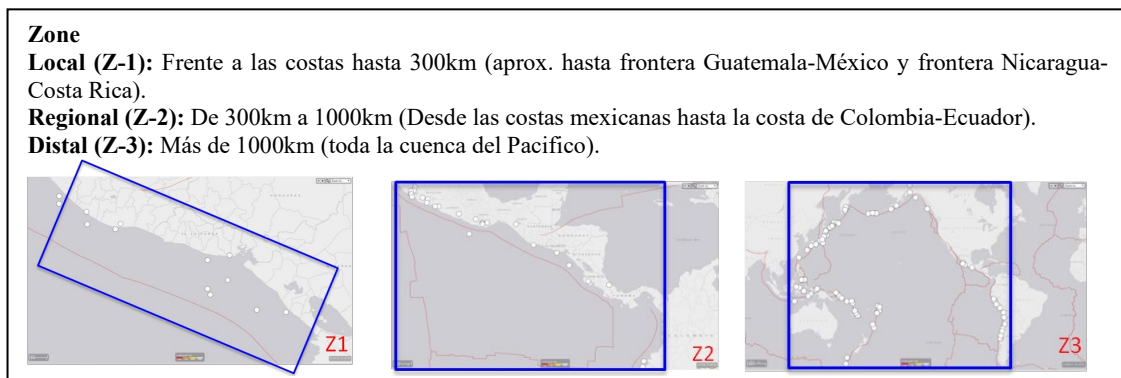 Zone
Local (Z-1): Frente a las costas hasta 300km (aprox. hasta frontera Guatemala-México y frontera Nicaragua-
Costa Rica).
Regional (Z-2): De 300km a 1000km (Desde las costas mexicanas hasta la costa de Colombia-Ecuador).
Distal (Z-3): Más de 1000km (toda la cuenca del Pacifico).
Z1
Z2
Z3